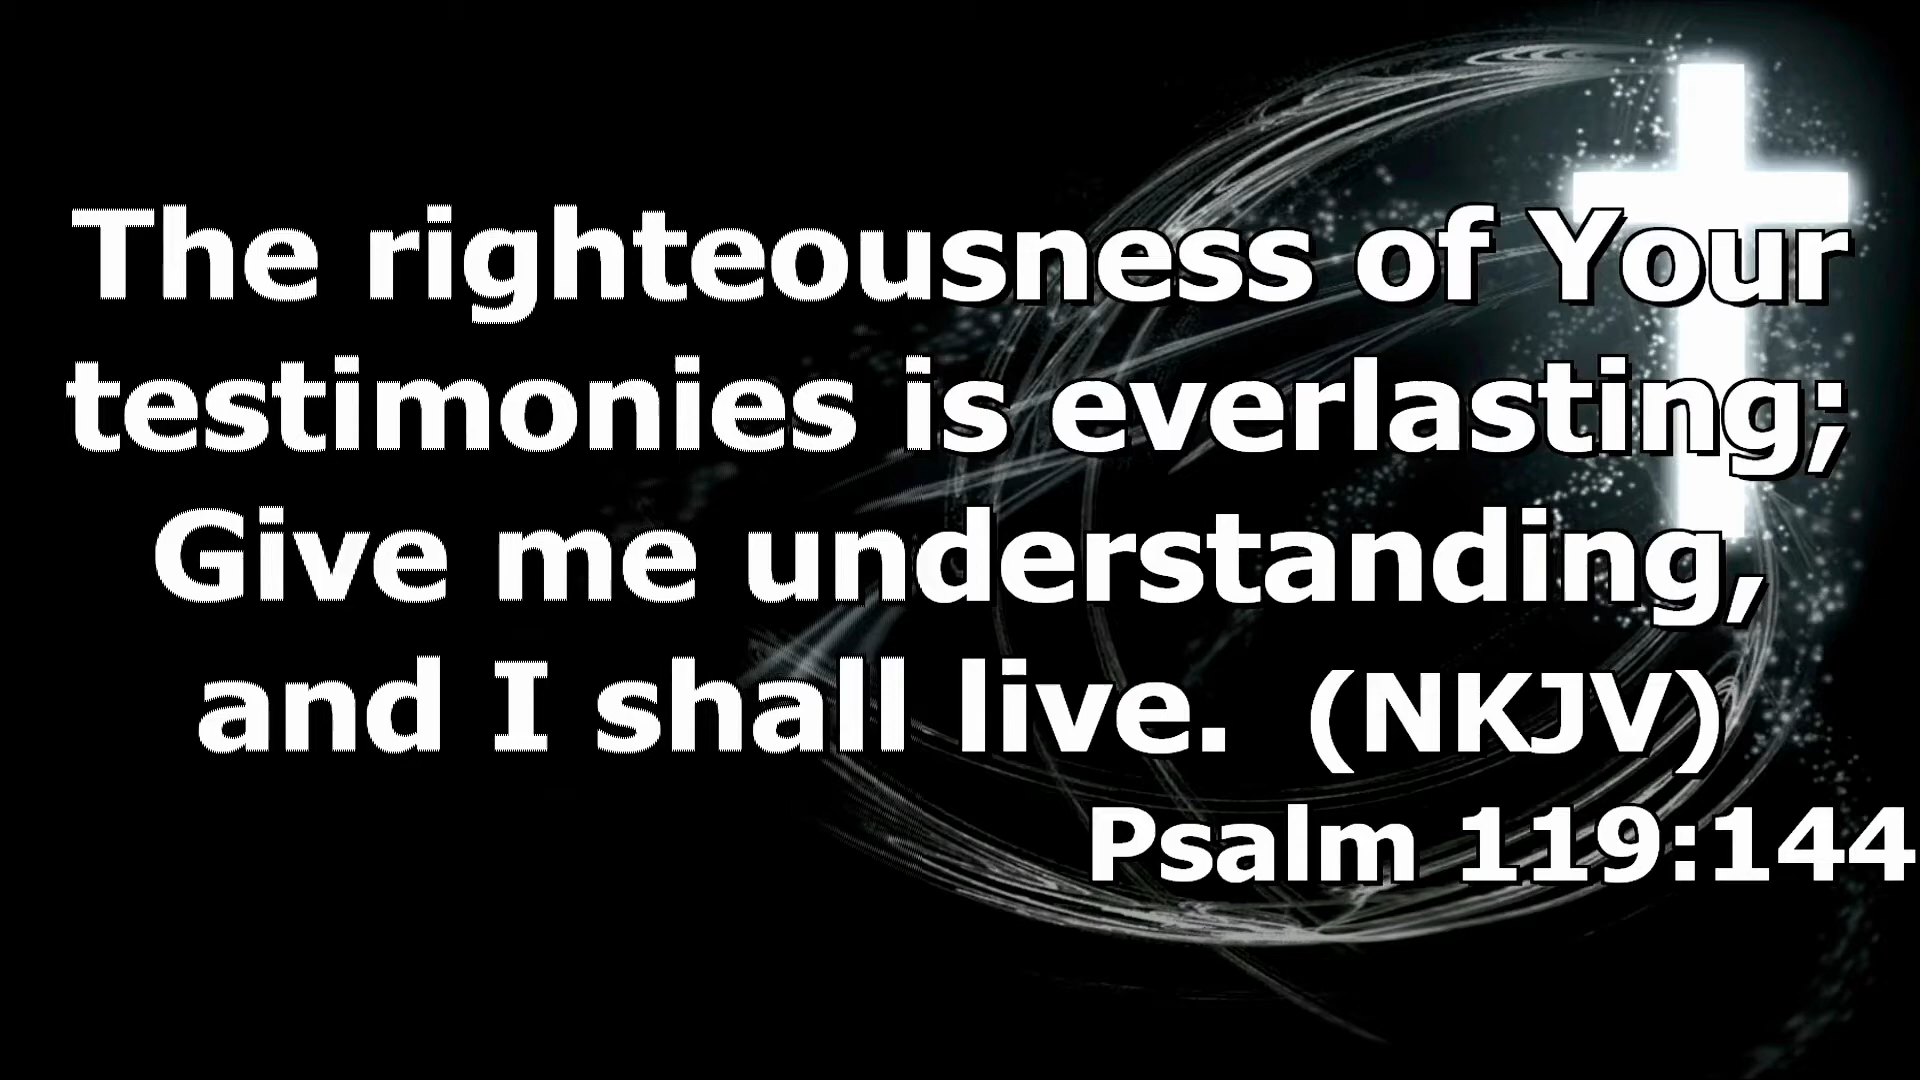 The righteousness of Your
testimonies is everlasting;
Give me understanding,
and I shall live. (NKJV)
Psalm 119:144